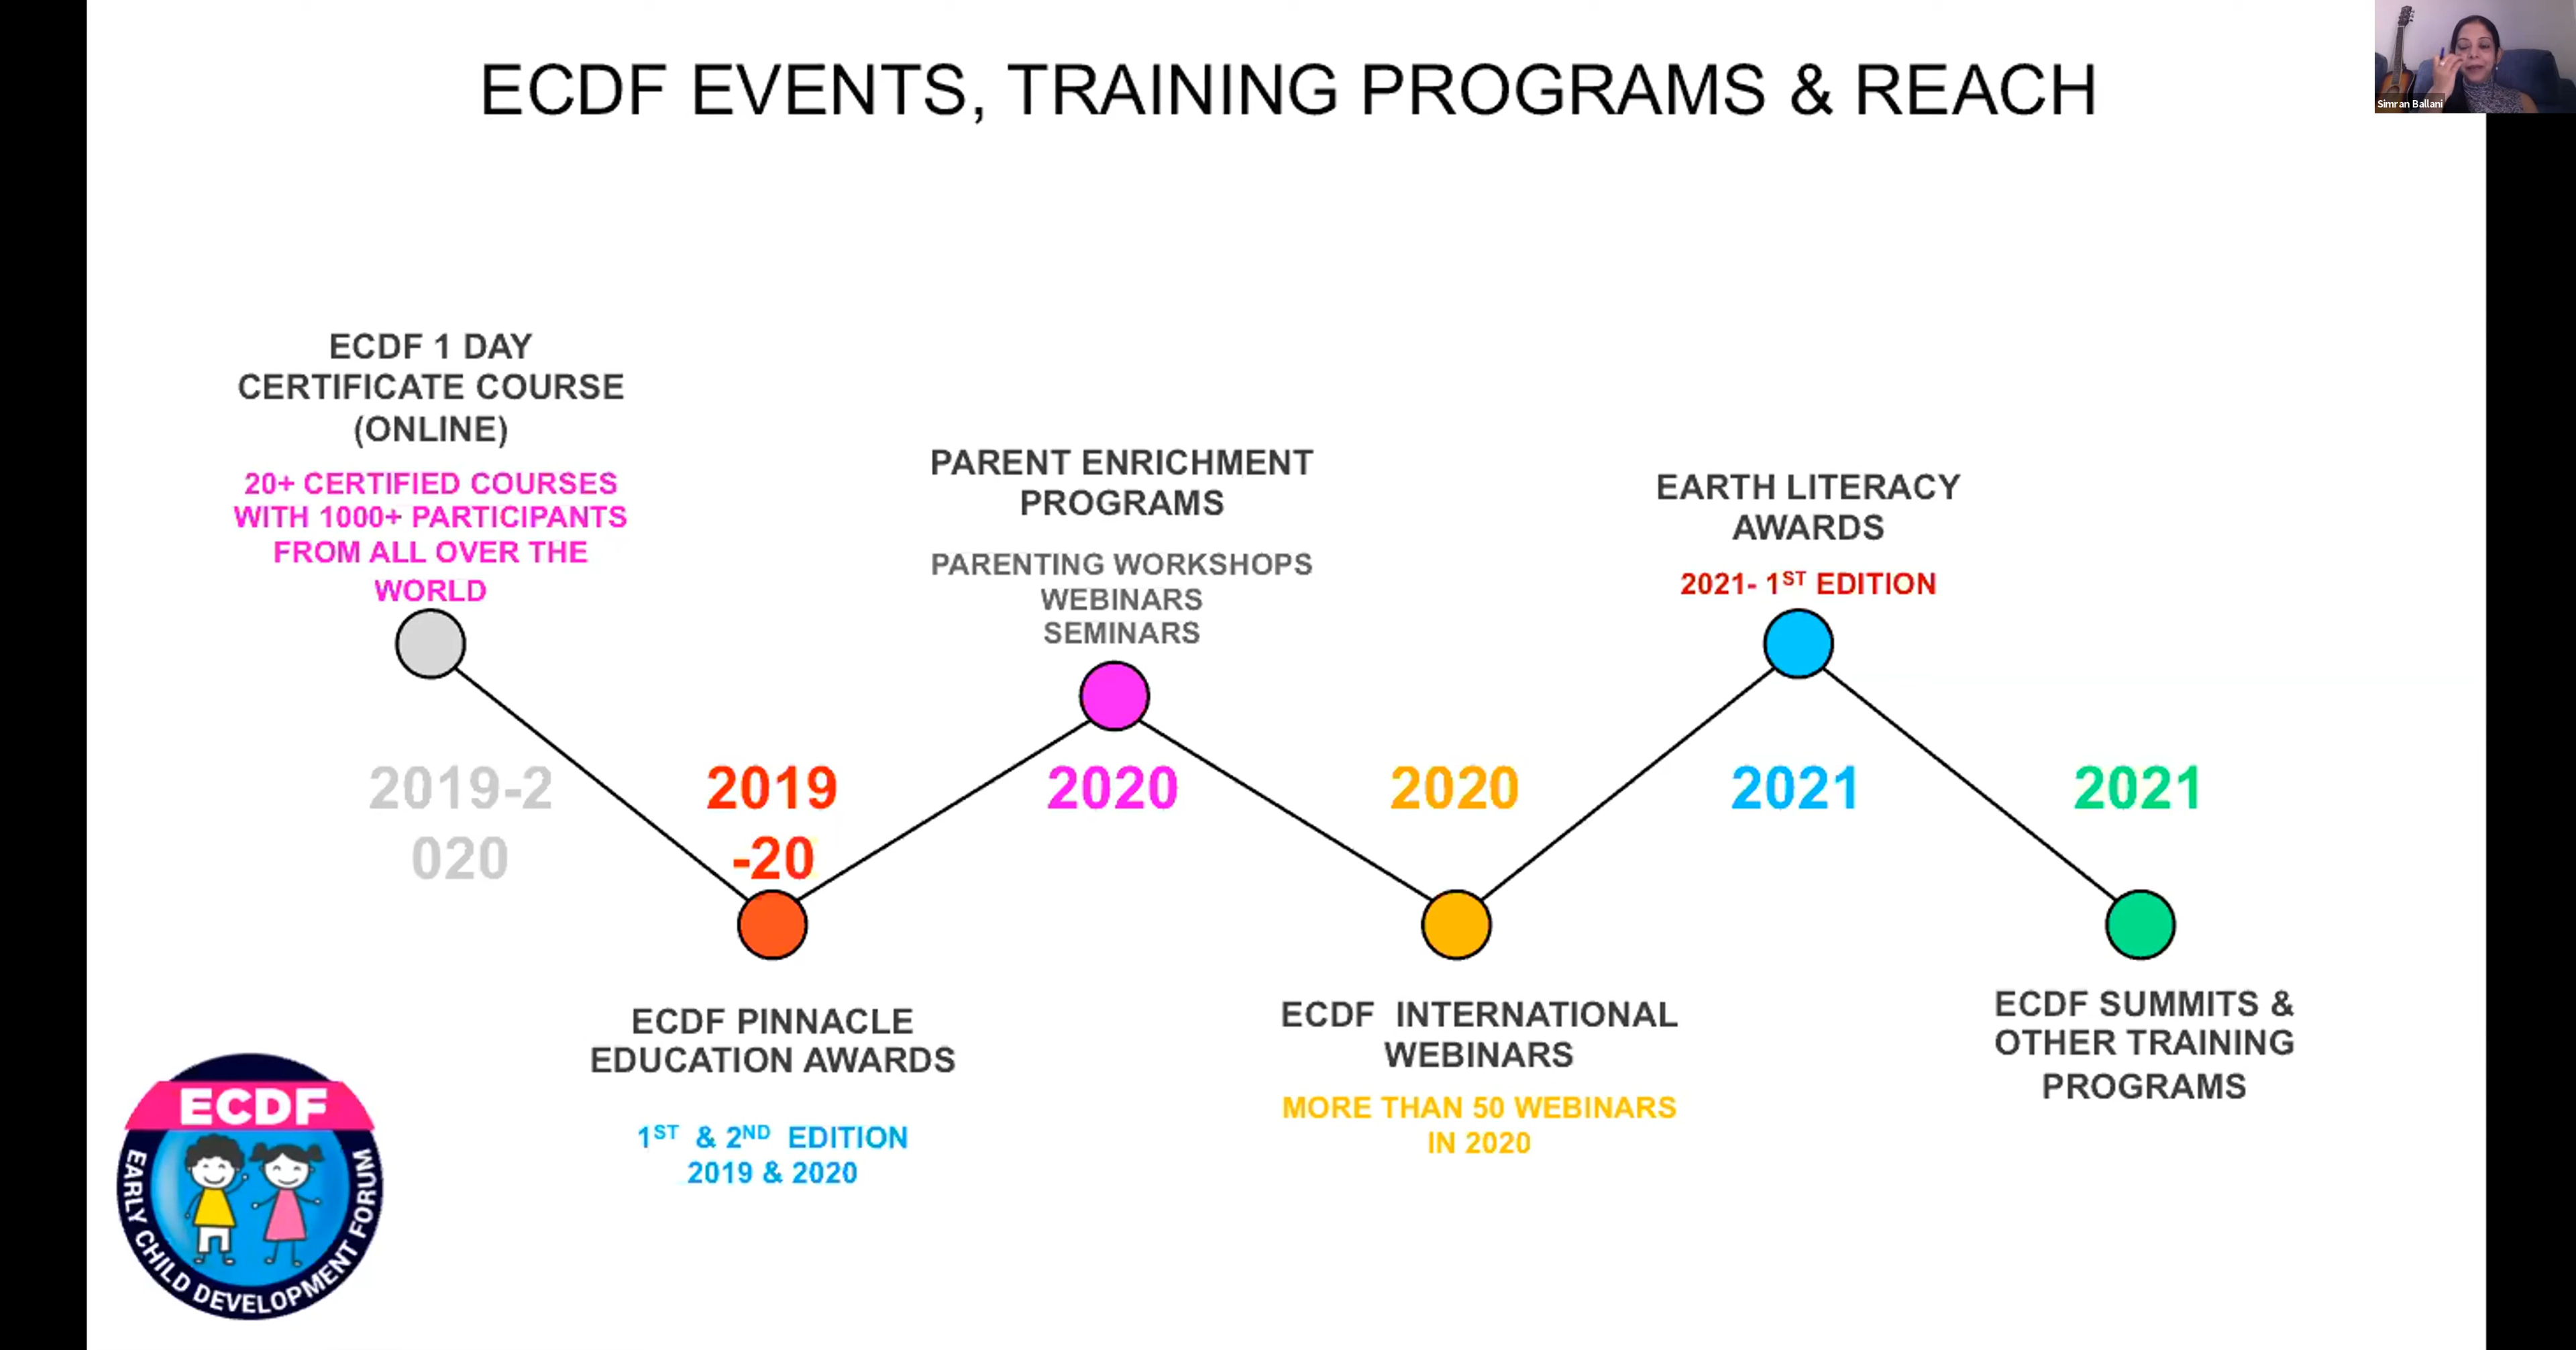 ECDF EVENTS, TRAINING PROGRAMS & REACH
Simran Ballani
ECDF 1 DAY
CERTIFICATE COURSE
(ONLINE)
20+ CERTIFIED COURSES
WITH 1000+ PARTICIPANTS
FROM ALL OVER THE
WORLD
2019-2
020
2019
-20
ECDF PINNACLE
EDUCATION AWARDS
1ST & 2ND EDITION
2019 & 2020
PARENT ENRICHMENT
PROGRAMS
PARENTING WORKSHOPS
WEBINARS
SEMINARS
2020
2020
ECDF INTERNATIONAL
WEBINARS
MORE THAN 50 WEBINARS
IN 2020
EARTH LITERACY
AWARDS
2021- 1ST EDITION
2021
2021
ECDF SUMMITS &
OTHER TRAINING
PROGRAMS
ECDF
EARLY CHILD DEVELOPMENT FORUM